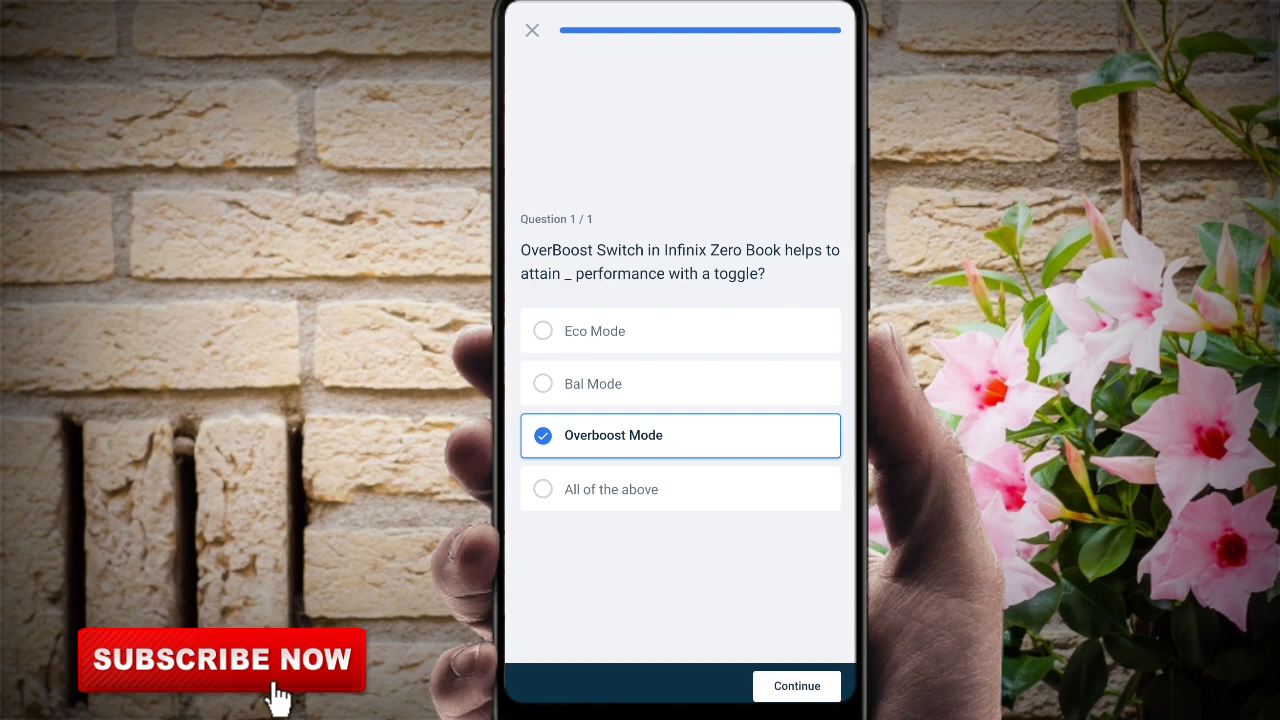 Question 1 / 1
OverBoost Switch in Infinix Zero Book helps to
attain _ performance with a toggle?
Eco Mode
Bal Mode
Overboost Mode
All of the above
Continue
SUBSCRIBE NOW